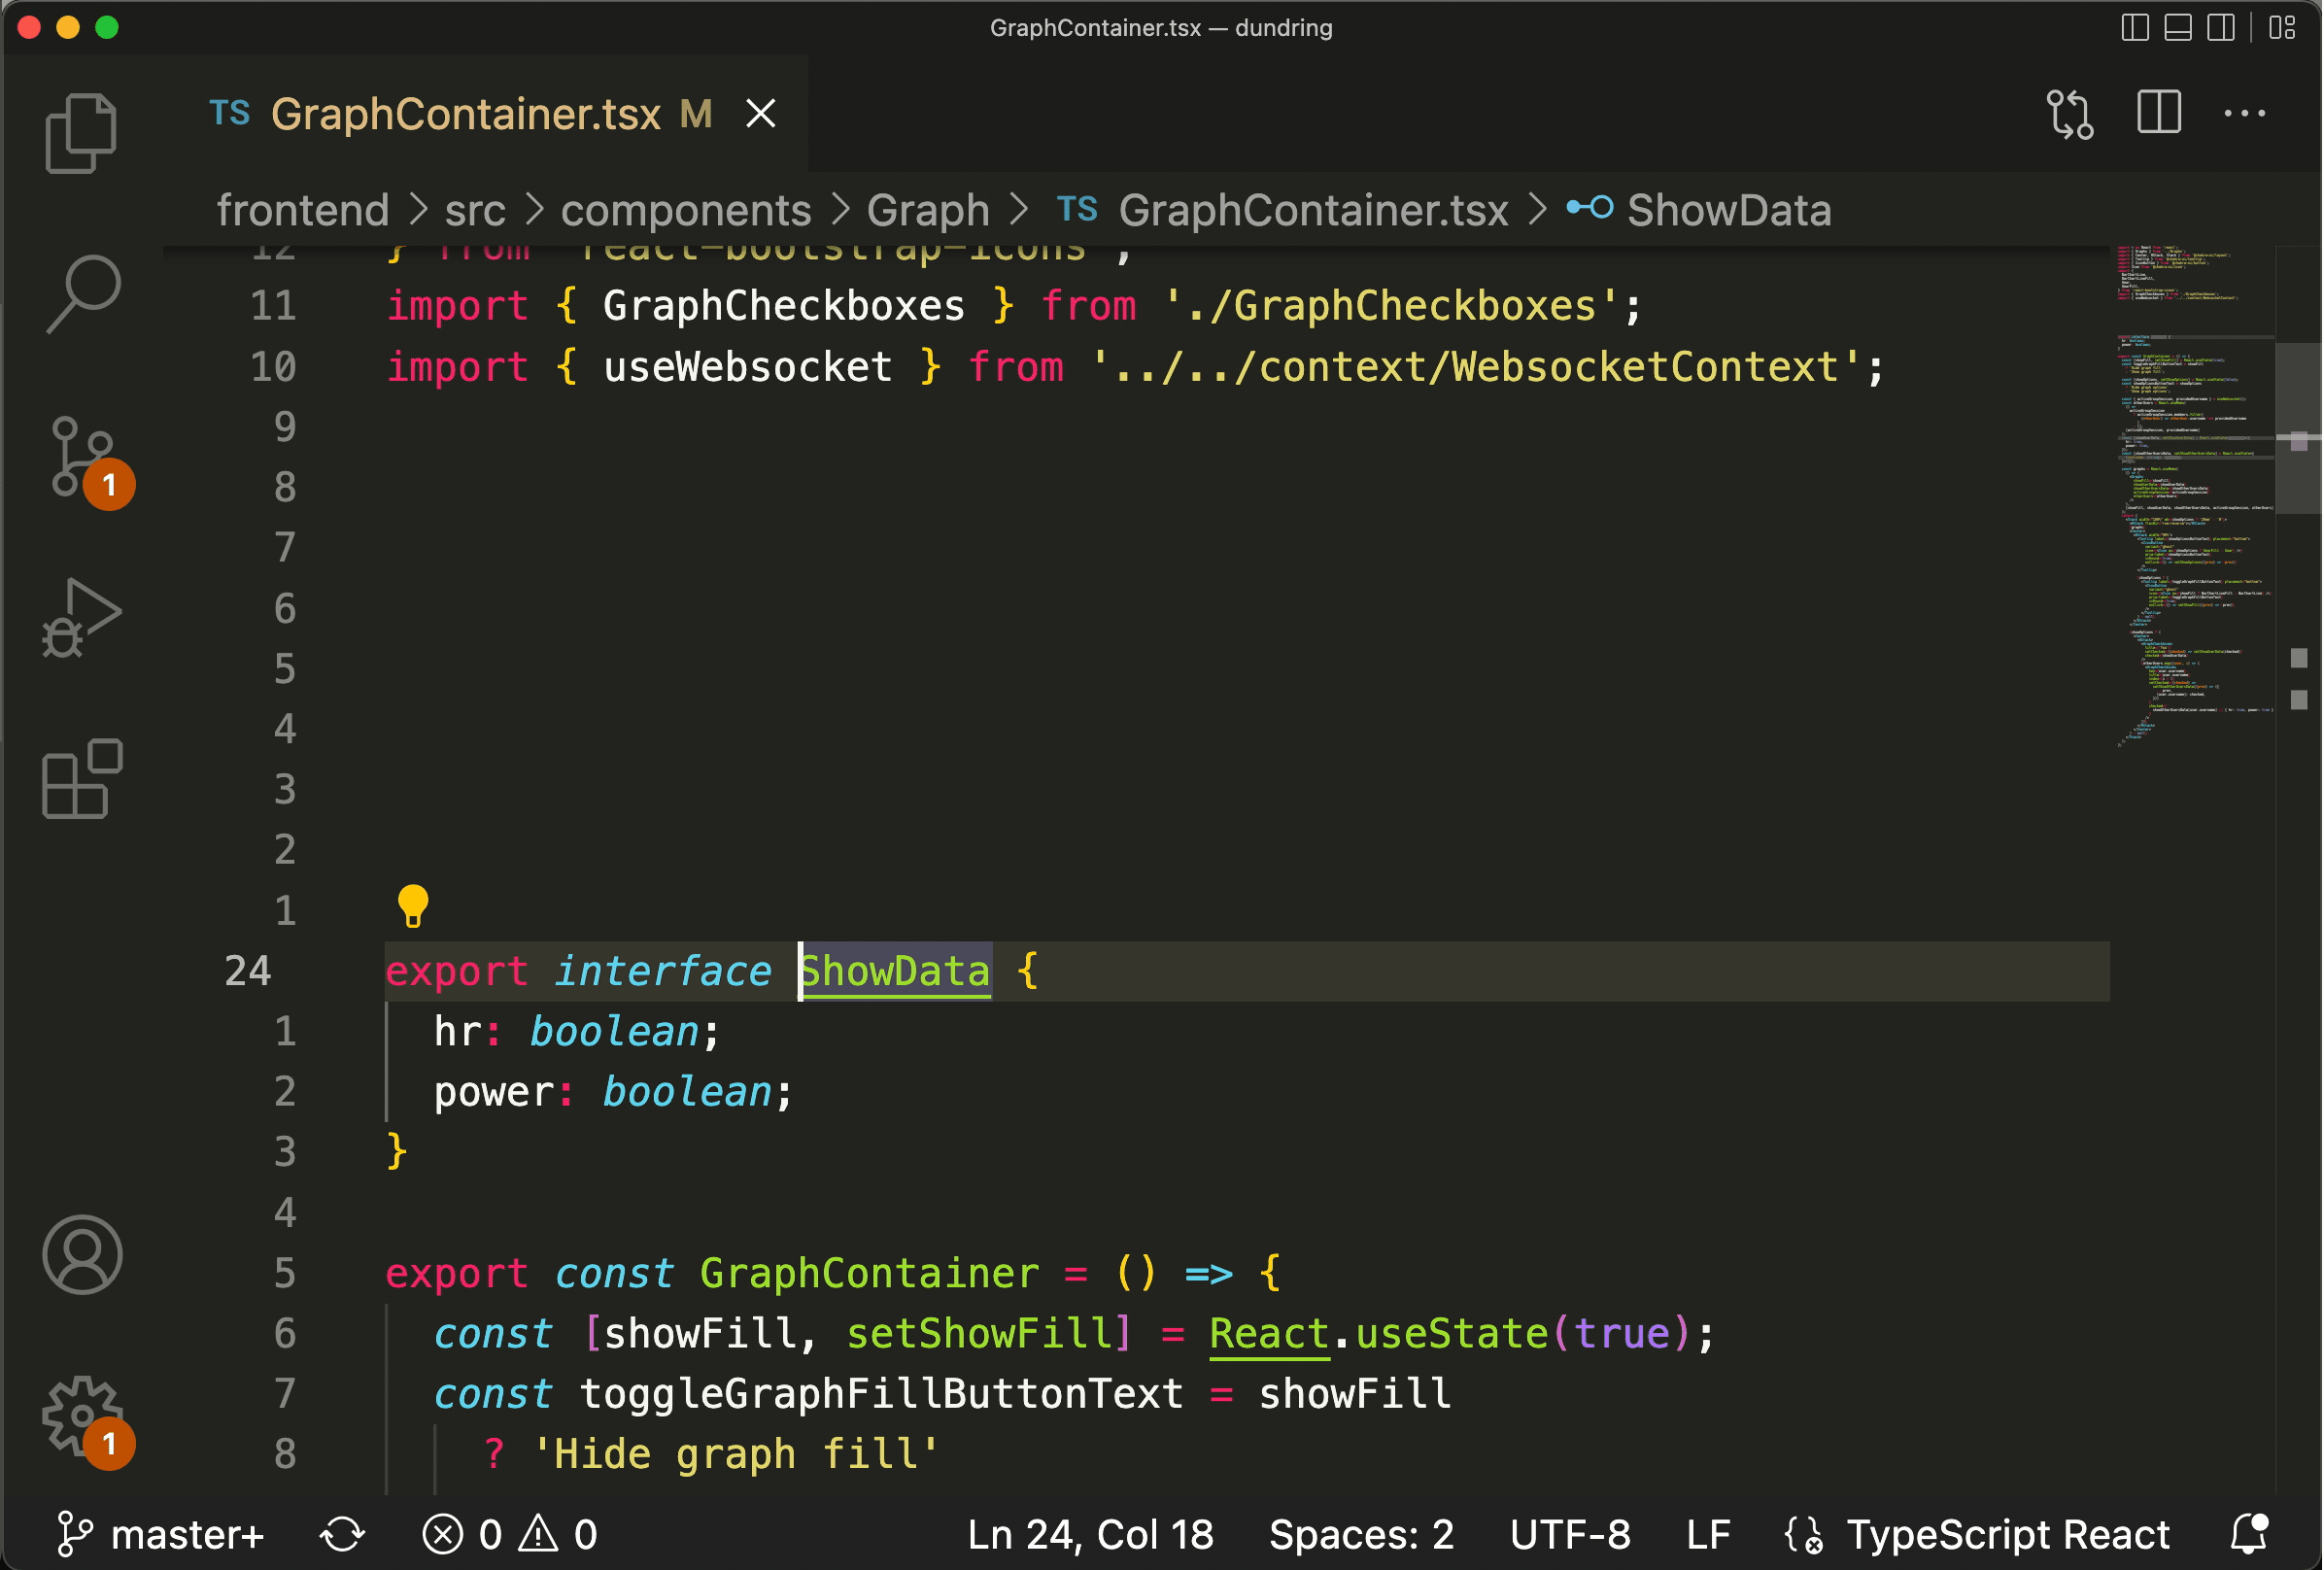 GraphContainer.tsx — dundring
TS GraphContainer.tsx M
frontend > src > components > Graph > TS GraphContainer.tsx > ShowData
12 } from 'react-bootstrap-icons';
11 import { GraphCheckboxes } from './GraphCheckboxes';
10 import { useWebsocket } from '../../context/WebsocketContext';
9
8
7
6
5
4
3
2
1
24 export interface ShowData {
1 hr: boolean;
2 power: boolean;
3 }
4
5 export const GraphContainer = () => {
6 const [showFill, setShowFill] = React.useState(true);
7 const toggleGraphFillButtonText = showFill
8 ? 'Hide graph fill'
1
1
master+ 0 0 Ln 24, Col 18 Spaces: 2 UTF-8 LF TypeScript React